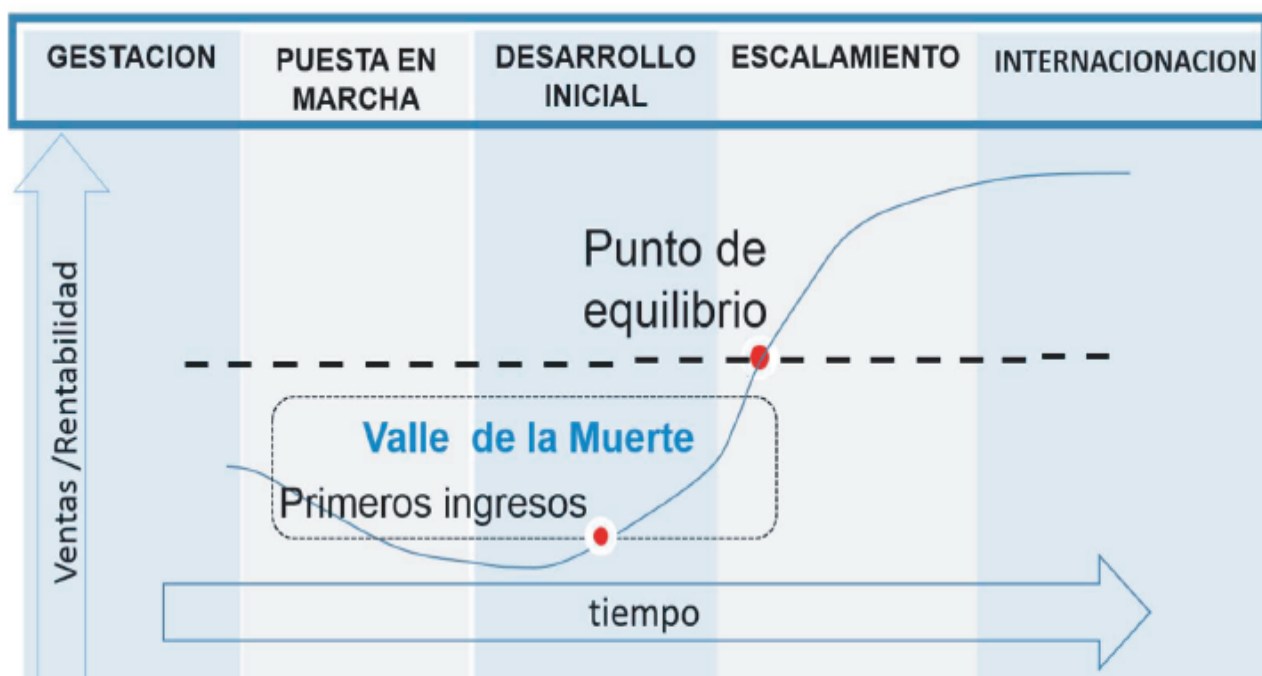 GESTACION
PUESTA EN
MARCHA
DESARROLLO
INICIAL
ESCALAMIENTO
INTERNACIONACION
Ventas /Rentabilidad
Punto de
equilibrio
Valle de la Muerte
Primeros ingresos
tiempo